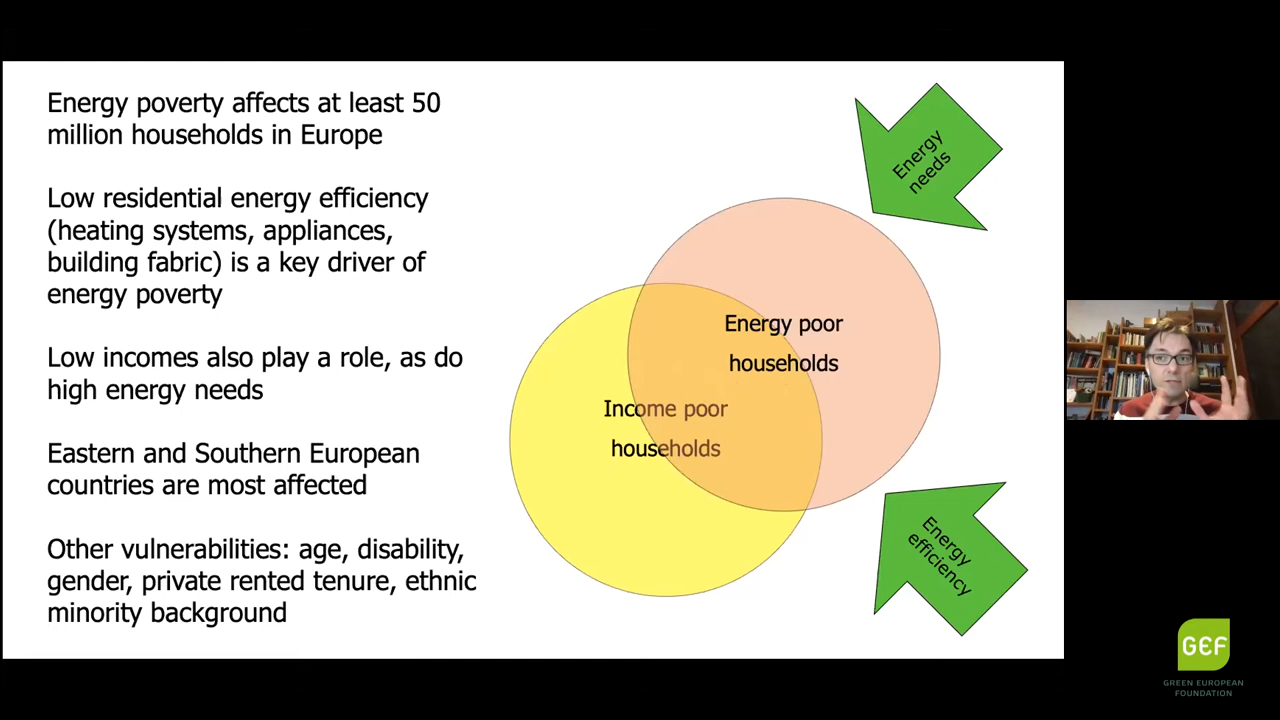 Energy poverty affects at least 50
million households in Europe
Low residential energy efficiency
(heating systems, appliances,
building fabric) is a key driver of
energy poverty
Low incomes also play a role, as do
high energy needs
Eastern and Southern European
countries are most affected
Other vulnerabilities: age, disability,
gender, private rented tenure, ethnic
minority background
Energy
needs
Energy poor
households
Income poor
households
Energy
efficiency
GEF
GREEN EUROPEAN
FOUNDATION